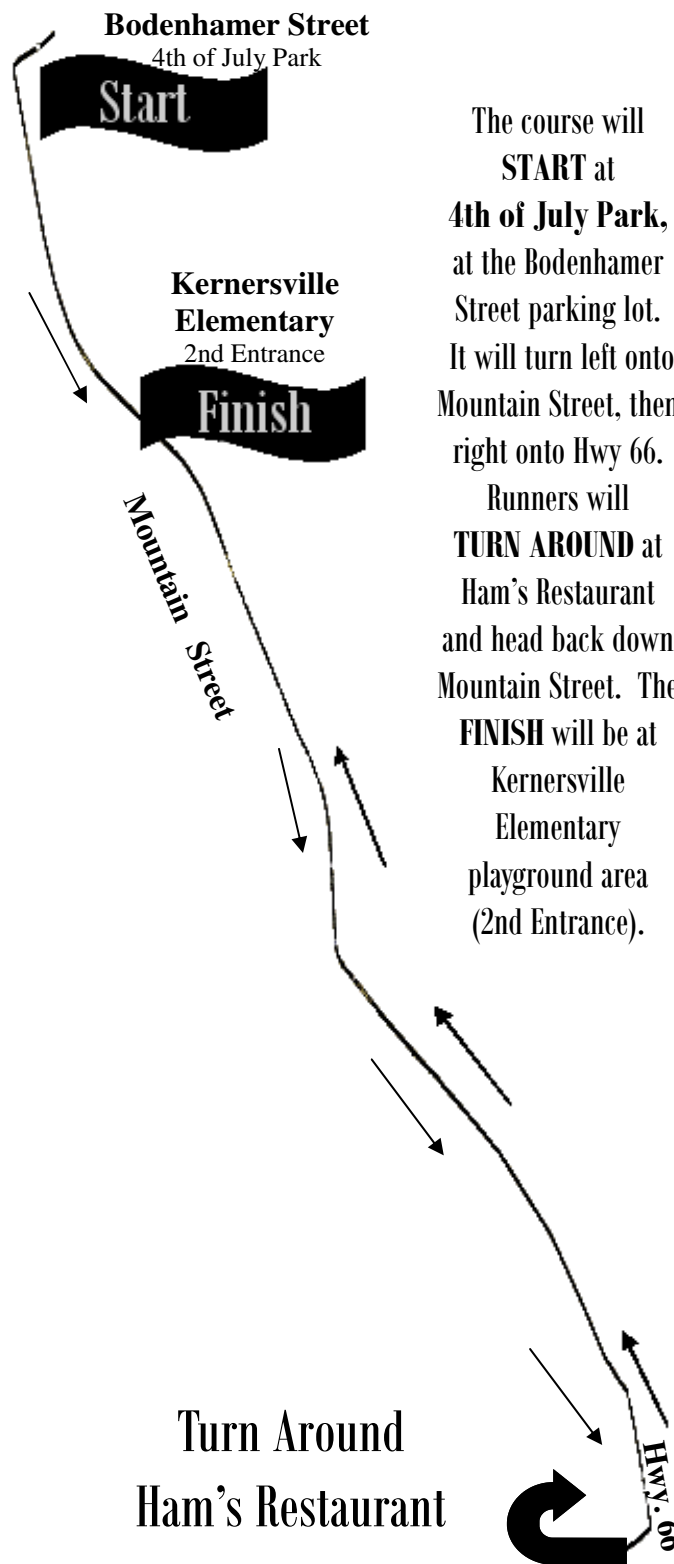 Bodenhamer Street
4th of July Park
Start
The course will
START at
4th of July Park,
at the Bodenhamer
Street parking lot.
It will turn left onto
Mountain Street, then
right onto Hwy 66.
Runners will
TURN AROUND at
Ham's Restaurant
and head back down
Mountain Street. The
FINISH will be at
Kernersville
Elementary
playground area
(2nd Entrance).
Kernersville
Elementary
2nd Entrance
Finish
Mountain Street
Turn Around
Ham's Restaurant
Hwy. 66